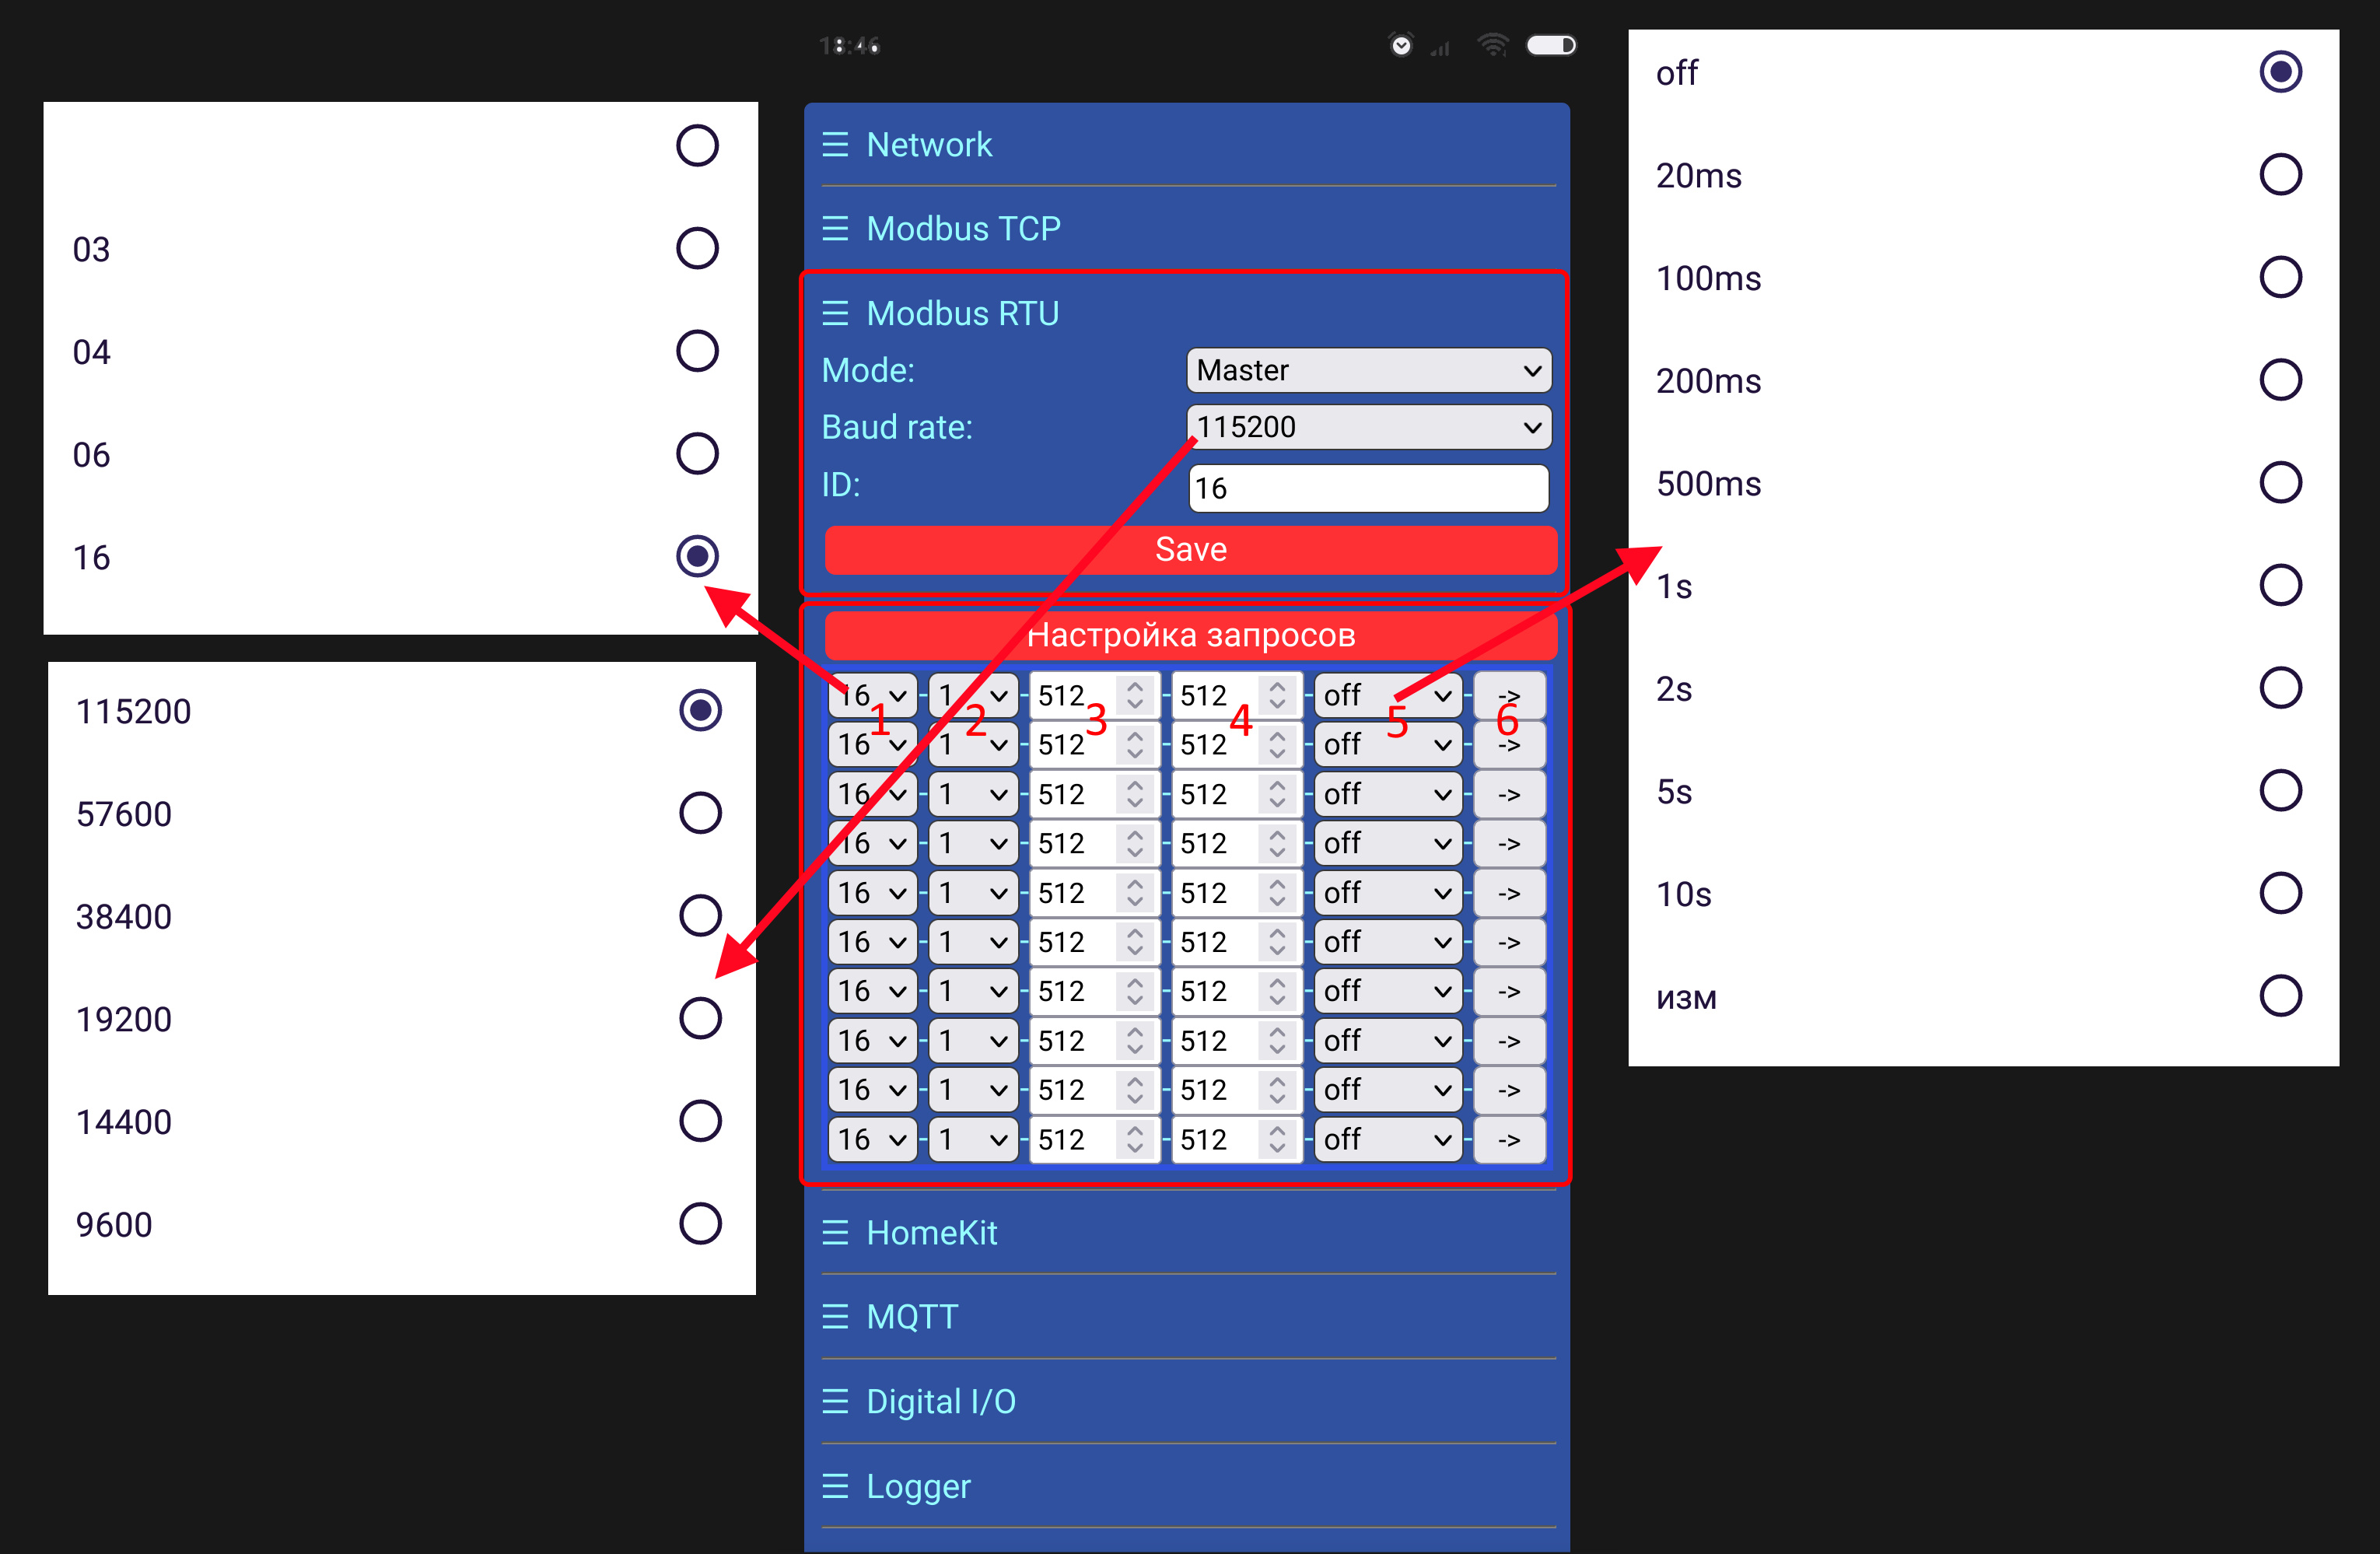 18:46
03
04
06
16
115200
57600
38400
19200
14400
9600
Network
Modbus TCP
Modbus RTU
Mode: Master
Baud rate: 115200
ID: 16
Save
Настройка запросов
16 - 1 - 512 - 512 - off - ->
1 2 3 4 5 6
16 - 1 - 512 - 512 - off - ->
16 - 1 - 512 - 512 - off - ->
16 - 1 - 512 - 512 - off - ->
16 - 1 - 512 - 512 - off - ->
16 - 1 - 512 - 512 - off - ->
16 - 1 - 512 - 512 - off - ->
16 - 1 - 512 - 512 - off - ->
16 - 1 - 512 - 512 - off - ->
16 - 1 - 512 - 512 - off - ->
HomeKit
MQTT
Digital I/O
Logger
off
20ms
100ms
200ms
500ms
1s
2s
5s
10s
изм